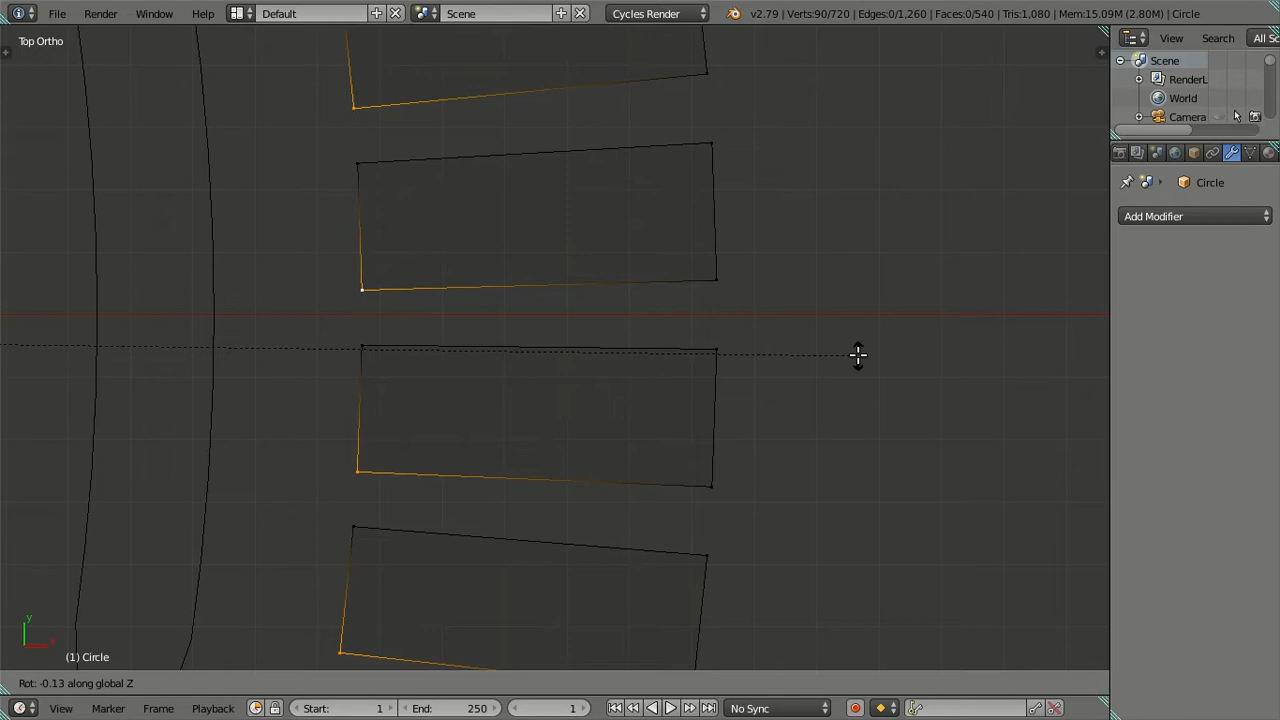 File Render Window Help Default Scene Cycles Render v2.79 | Verts:90/720 | Edges:0/1,260 | Faces:0/540 | Tris:1,080 | Mem:15.09M (2.80M) | Circle
Top Ortho
View Search All Sc
Scene
RenderL
World
Camera
Circle
Add Modifier
y
x
(1) Circle
Rot: -0.13 along global Z
View Marker Frame Playback Start: 1 End: 250 1 No Sync